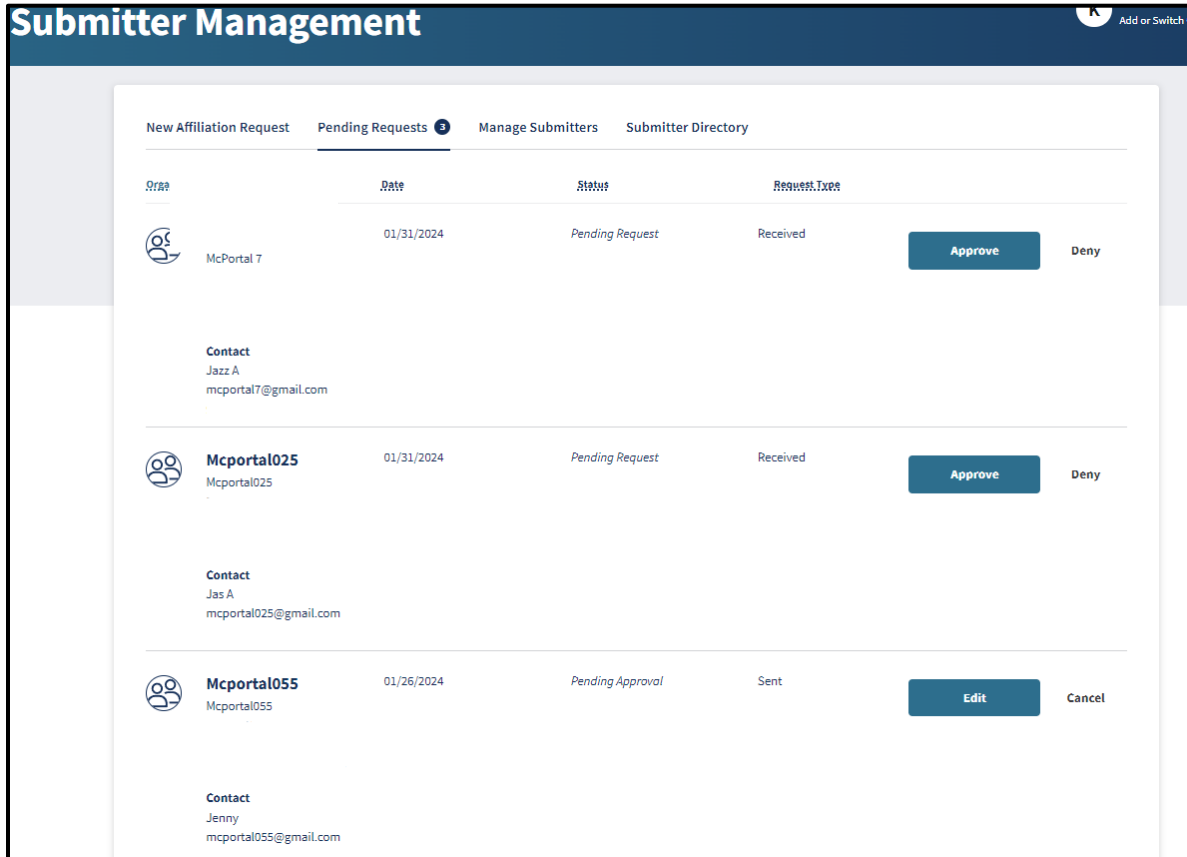 Submitter Management
K
Add or Switch
New Affiliation Request Pending Requests 3 Manage Submitters Submitter Directory
Orga Date Status Request Type
01/31/2024 Pending Request Received
Approve Deny
McPortal 7
Contact
Jazz A
mcportal7@gmail.com
Mcportal025 01/31/2024 Pending Request Received
Approve Deny
Mcportal025
Contact
Jas A
mcportal025@gmail.com
Mcportal055 01/26/2024 Pending Approval Sent
Edit Cancel
Mcportal055
Contact
Jenny
mcportal055@gmail.com